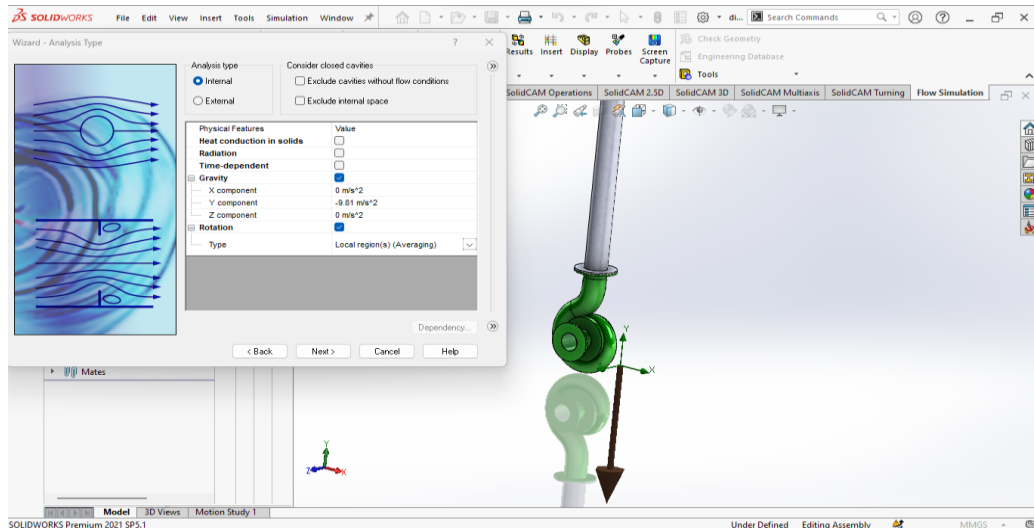 SOLIDWORKS File Edit View Insert Tools Simulation Window di... Search Commands
Wizard - Analysis Type
Analysis type
Internal
External
Consider closed cavities
Exclude cavities without flow conditions
Exclude internal space
Physical Features Value
Heat conduction in solids
Radiation
Time-dependent
Gravity
X component 0 m/s^2
Y component -9.81 m/s^2
Z component 0 m/s^2
Rotation
Type Local region(s) (Averaging)
Dependency...
< Back Next > Cancel Help
Results Insert Display Probes Screen Capture
Check Geometry
Engineering Database
Tools
SolidCAM Operations SolidCAM 2.5D SolidCAM 3D SolidCAM Multiaxis SolidCAM Turning Flow Simulation
Y
X
Mates
Y
Z X
Model 3D Views Motion Study 1
SOLIDWORKS Premium 2021 SP5.1 Under Defined Editing Assembly MMGS